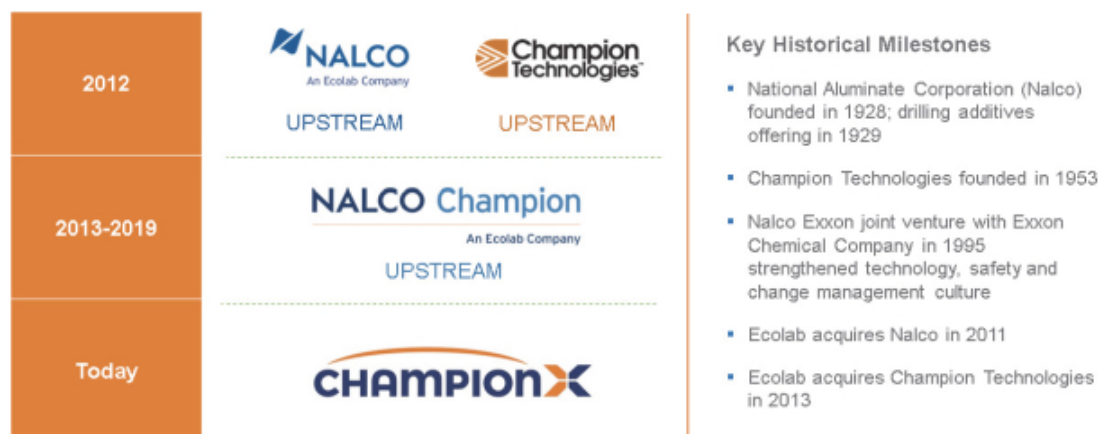 2012
NALCO
An Ecolab Company
UPSTREAM
Champion
Technologies™
UPSTREAM
2013-2019
NALCO Champion
An Ecolab Company
UPSTREAM
Today
CHAMPIONX
Key Historical Milestones
▪ National Aluminate Corporation (Nalco)
founded in 1928; drilling additives
offering in 1929
▪ Champion Technologies founded in 1953
▪ Nalco Exxon joint venture with Exxon
Chemical Company in 1995
strengthened technology, safety and
change management culture
▪ Ecolab acquires Nalco in 2011
▪ Ecolab acquires Champion Technologies
in 2013